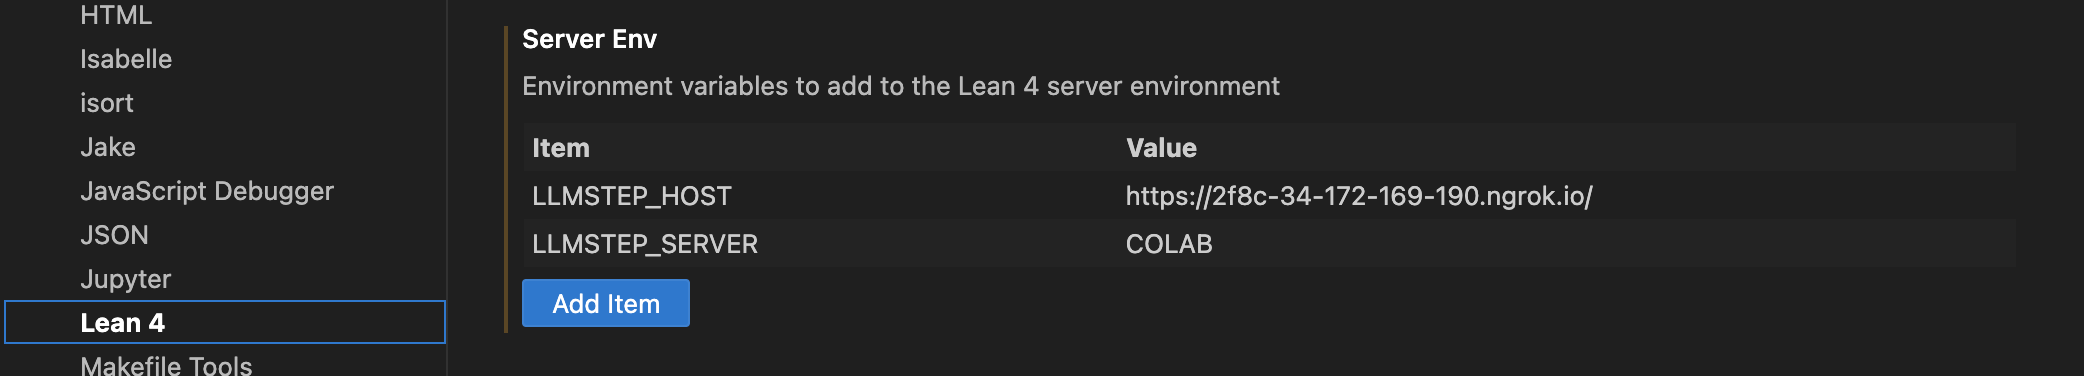 HTML
Isabelle
isort
Jake
JavaScript Debugger
JSON
Jupyter
Lean 4
Makefile Tools
Server Env
Environment variables to add to the Lean 4 server environment
Item Value
LLMSTEP_HOST https://2f8c-34-172-169-190.ngrok.io/
LLMSTEP_SERVER COLAB
Add Item